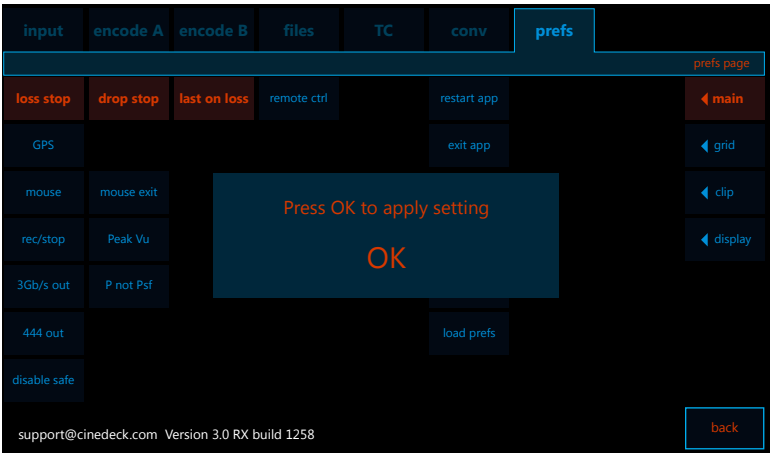 input encode A encode B files TC conv prefs
prefs page
loss stop drop stop last on loss remote ctrl restart app main
GPS exit app grid
mouse mouse exit clip
Press OK to apply setting
rec/stop Peak Vu display
OK
3Gb/s out P not Psf
444 out load prefs
disable safe
support@cinedeck.com Version 3.0 RX build 1258 back